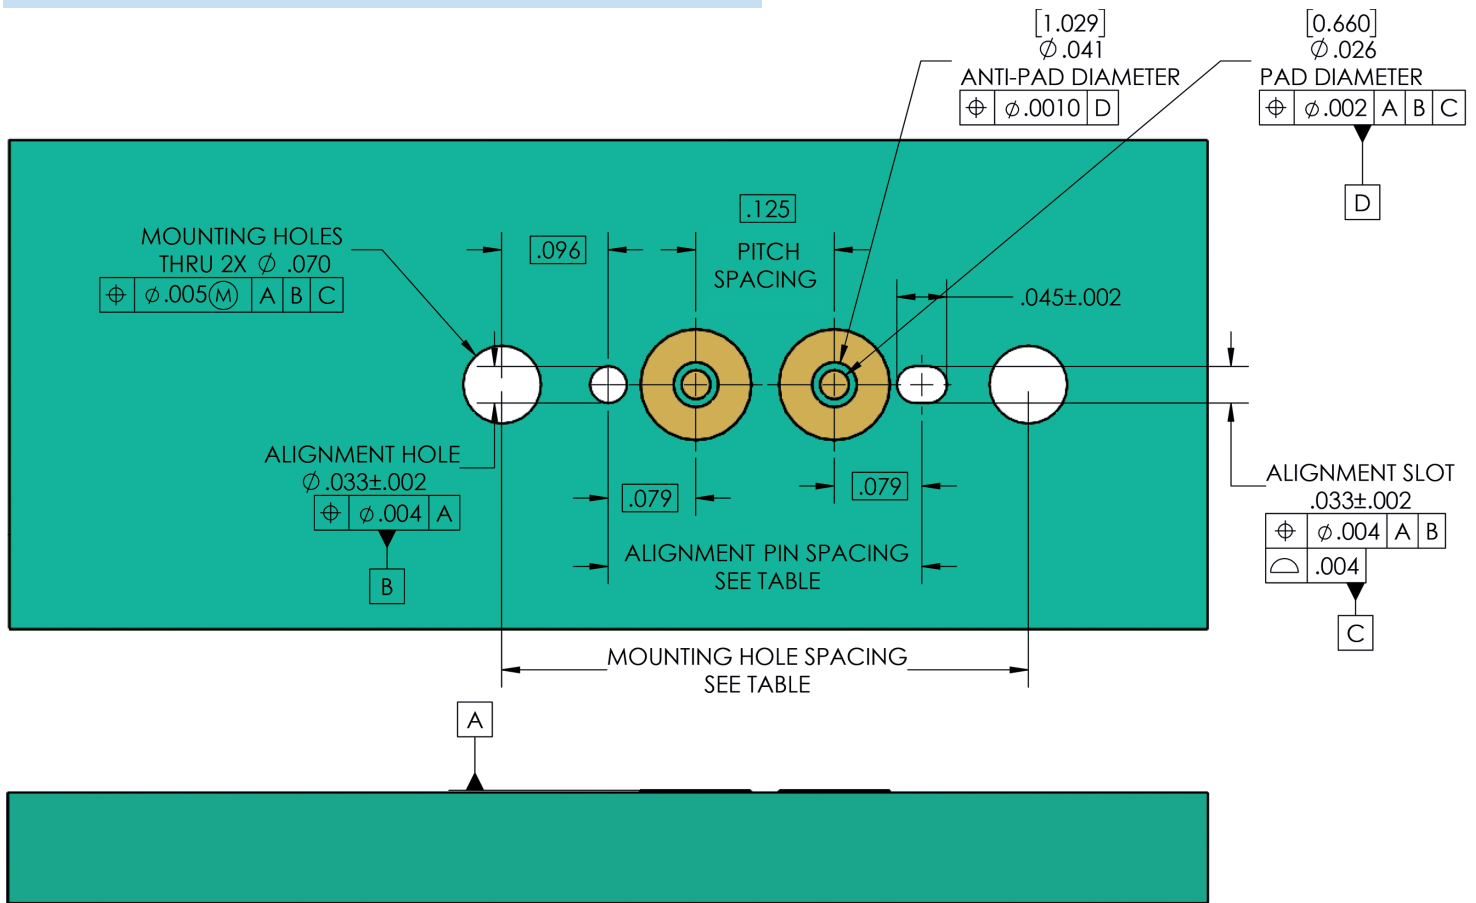 [1.029]
⌀.041
ANTI-PAD DIAMETER
⌖ ⌀.0010 D
[0.660]
⌀.026
PAD DIAMETER
⌖ ⌀.002 A B C
D
.125
PITCH
SPACING
MOUNTING HOLES
THRU 2X ⌀ .070
⌖ ⌀.005Ⓜ A B C
.096
.045±.002
ALIGNMENT HOLE
⌀.033±.002
⌖ ⌀.004 A
B
.079
.079
ALIGNMENT PIN SPACING
SEE TABLE
ALIGNMENT SLOT
.033±.002
⌖ ⌀.004 A B
⌓ .004
C
MOUNTING HOLE SPACING
SEE TABLE
A